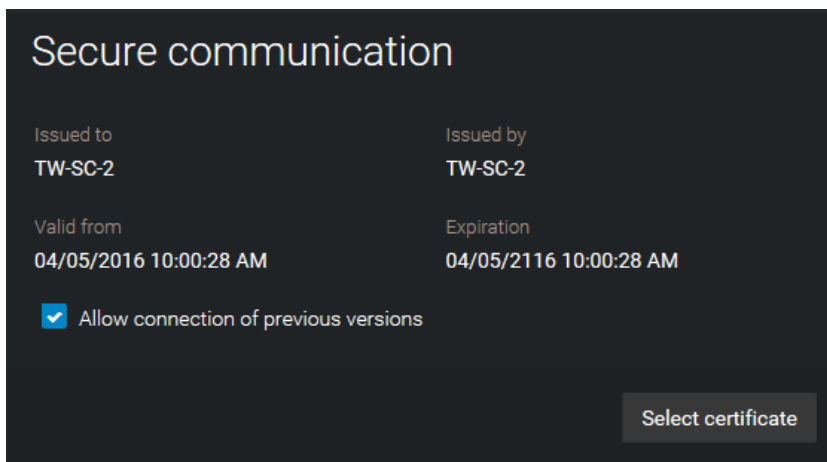 Secure communication
Issued to
Issued by
TW-SC-2
TW-SC-2
Valid from
Expiration
04/05/2016 10:00:28 AM
04/05/2116 10:00:28 AM
Allow connection of previous versions
Select certificate